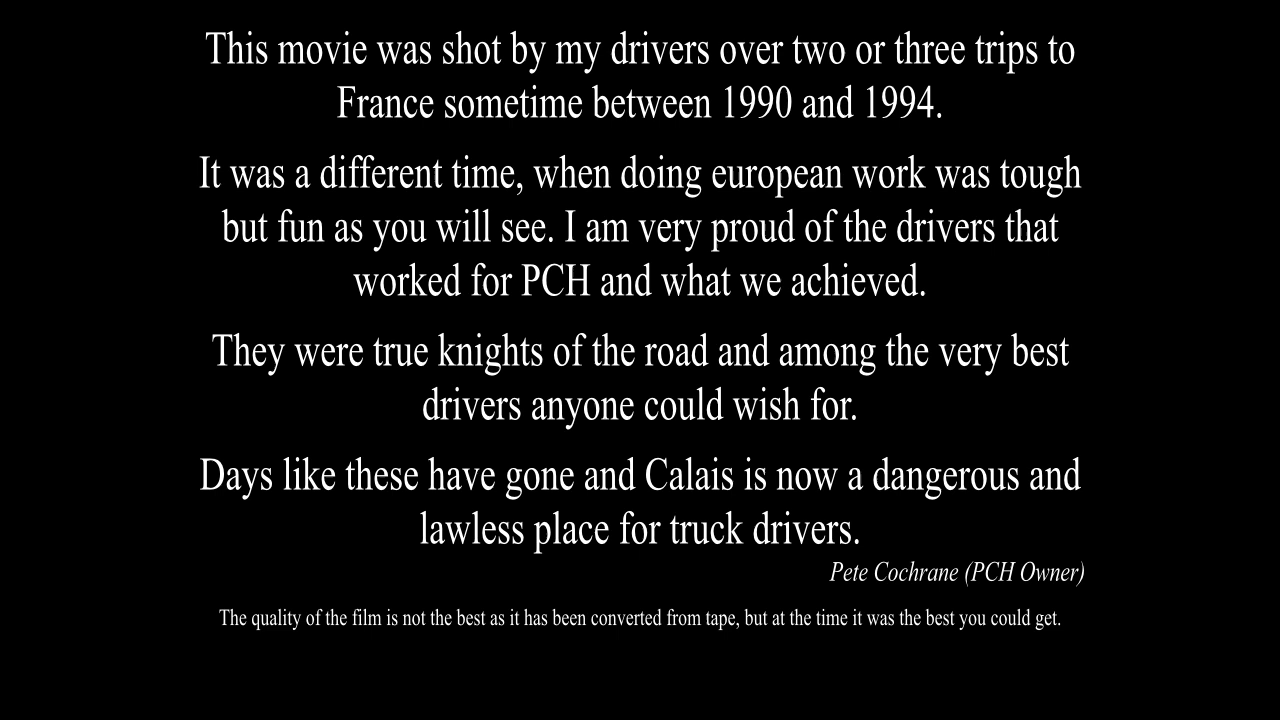 This movie was shot by my drivers over two or three trips to
France sometime between 1990 and 1994.
It was a different time, when doing european work was tough
but fun as you will see. I am very proud of the drivers that
worked for PCH and what we achieved.
They were true knights of the road and among the very best
drivers anyone could wish for.
Days like these have gone and Calais is now a dangerous and
lawless place for truck drivers.
Pete Cochrane (PCH Owner)
The quality of the film is not the best as it has been converted from tape, but at the time it was the best you could get.